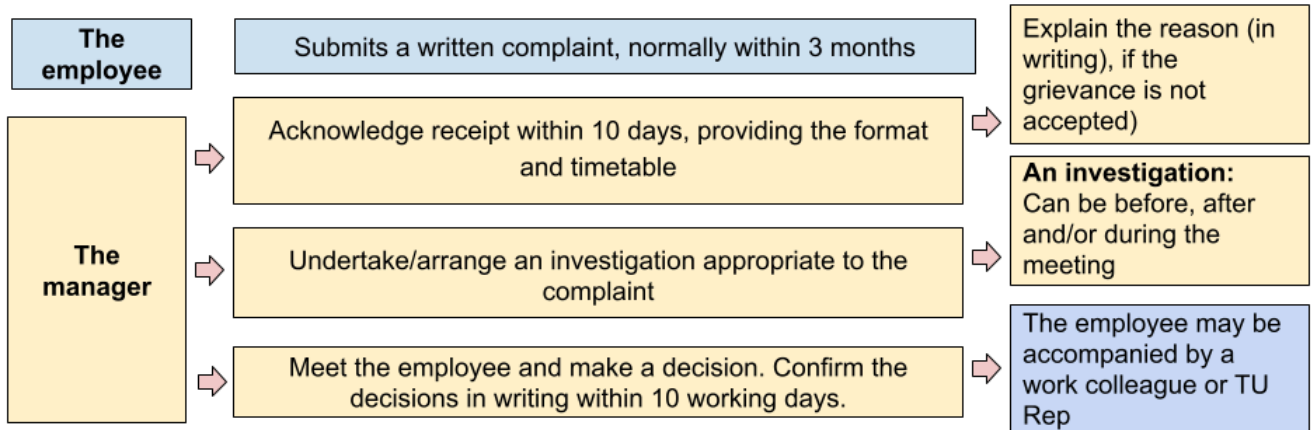 The
employee
Submits a written complaint, normally within 3 months
Explain the reason (in
writing), if the
grievance is not
accepted)
The
manager
Acknowledge receipt within 10 days, providing the format
and timetable
An investigation:
Can be before, after
and/or during the
meeting
Undertake/arrange an investigation appropriate to the
complaint
Meet the employee and make a decision. Confirm the
decisions in writing within 10 working days.
The employee may be
accompanied by a
work colleague or TU
Rep